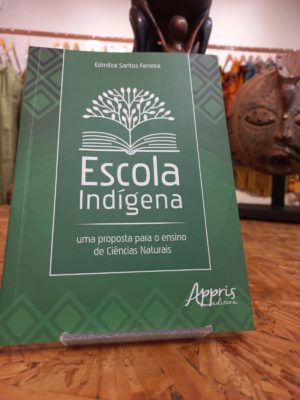 Edmilza Santos Ferreira
Escola
Indígena
uma proposta para o ensino
de Ciências Naturais
Appris
editora